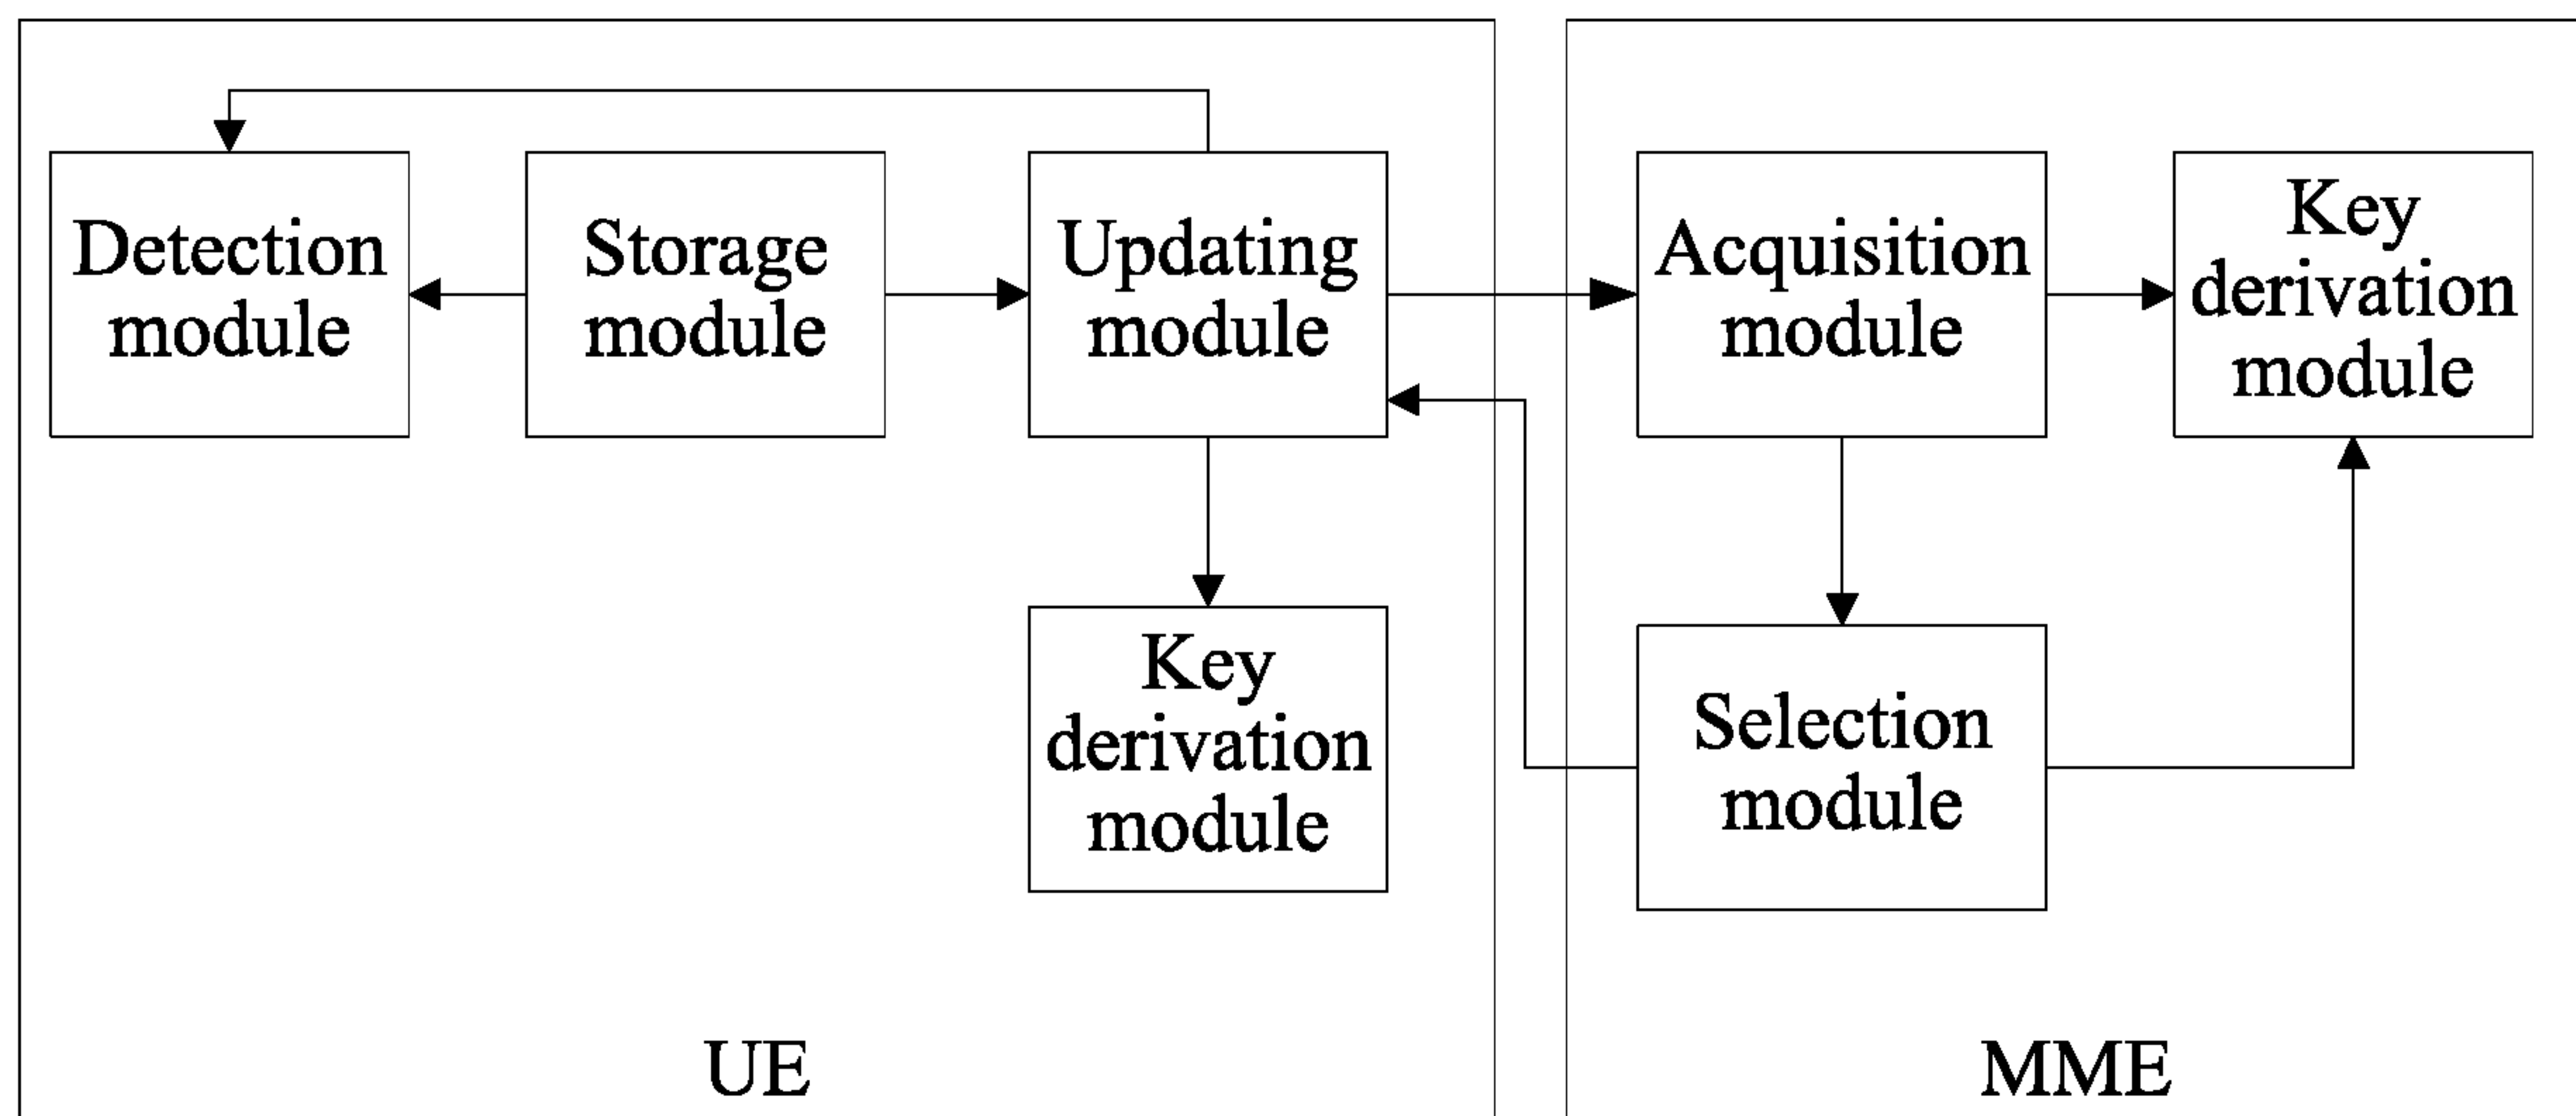 Detection
module
Storage
module
Updating
module
Acquisition
module
Key
derivation
module
Key
derivation
module
Selection
module
UE
MME